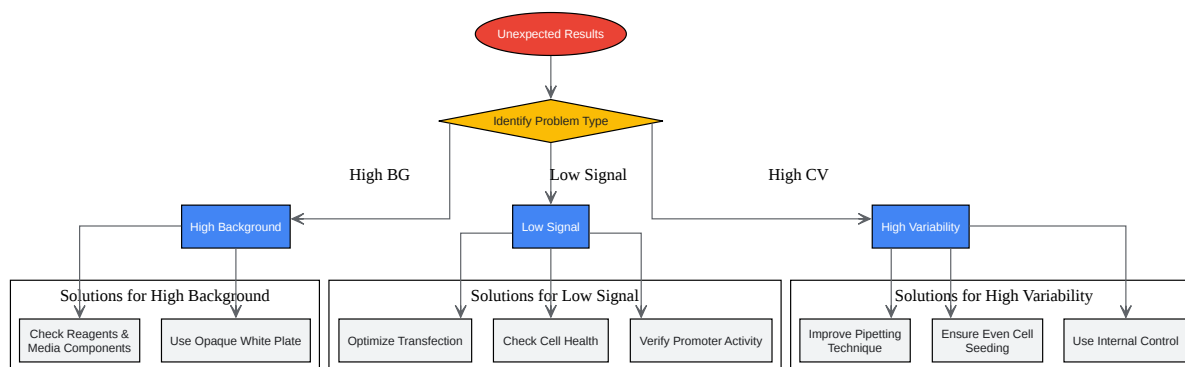 Unexpected Results
Identify Problem Type
High BG
Low Signal
High CV
High Background
Low Signal
High Variability
Solutions for High Background
Solutions for Low Signal
Solutions for High Variability
Check Reagents &
Media Components
Use Opaque White Plate
Optimize Transfection
Check Cell Health
Verify Promoter Activity
Improve Pipetting
Technique
Ensure Even Cell
Seeding
Use Internal Control